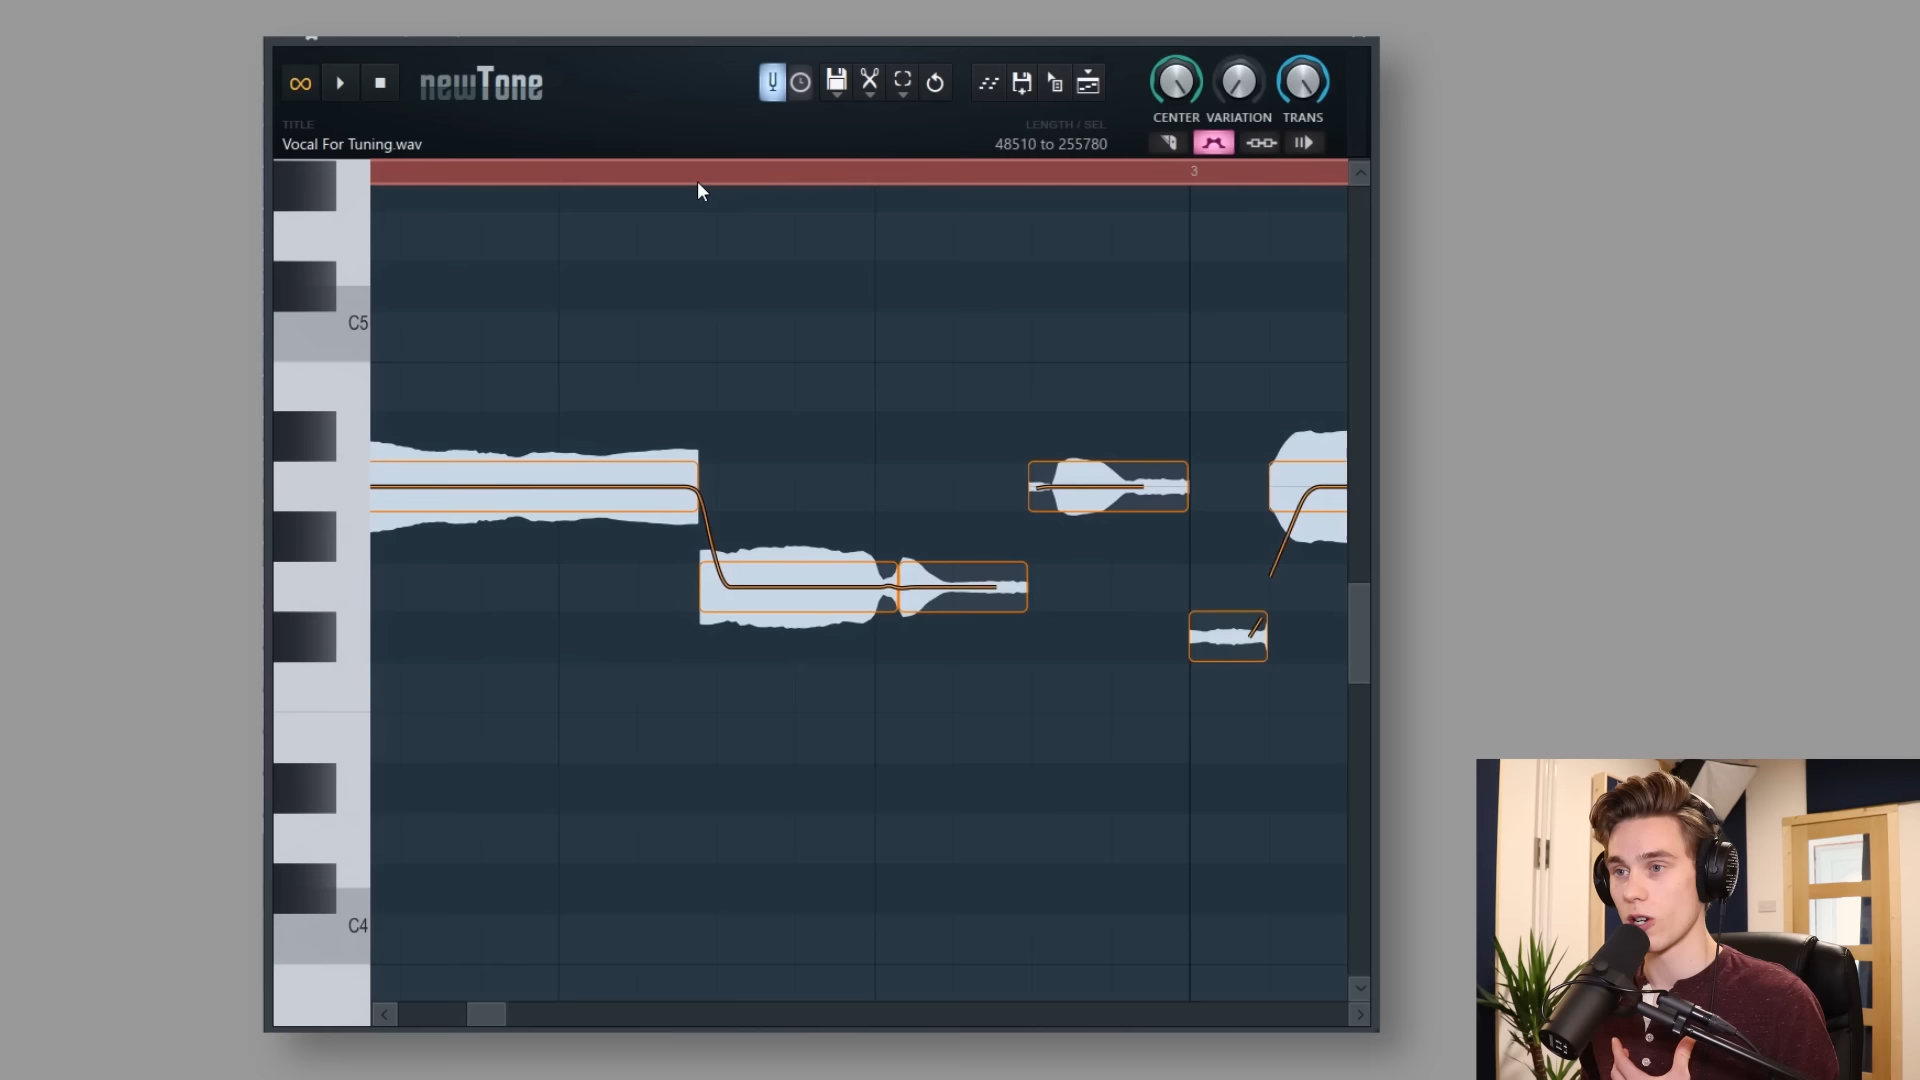 newTone
CENTER VARIATION TRANS
TITLE
LENGTH / SEL
Vocal For Tuning.wav
48510 to 255780
3
C5
C4